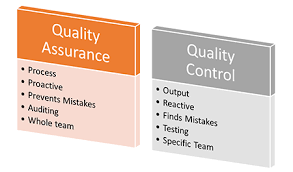 Quality
Assurance
• Process
• Proactive
• Prevents Mistakes
• Auditing
• Whole team
Quality
Control
• Output
• Reactive
• Finds Mistakes
• Testing
• Specific Team